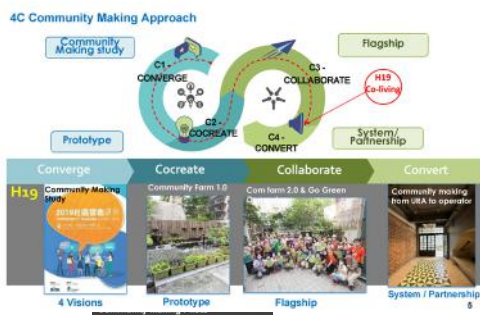 4C Community Making Approach
Community
Making study
Flagship
C1 -
CONVERGE
C3 -
COLLABORATE
H19
Co-living
C2 -
COCREATE
C4 -
CONVERT
Prototype
System/
Partnership
Converge
Cocreate
Collaborate
Convert
H19
Community Making
Study
Community Farm 1.0
Com farm 2.0 & Go Green
Community making
from URA to operator
4 Visions
Prototype
Flagship
System / Partnership
5